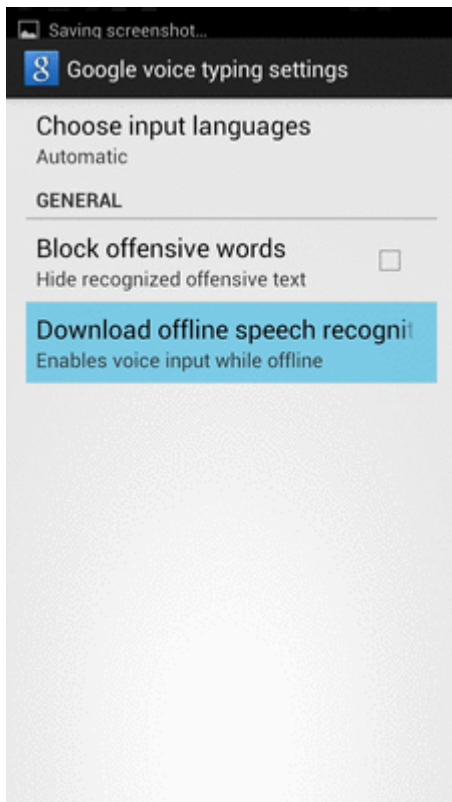 Saving screenshot...
8 Google voice typing settings
Choose input languages
Automatic
GENERAL
Block offensive words
Hide recognized offensive text
Download offline speech recognit
Enables voice input while offline